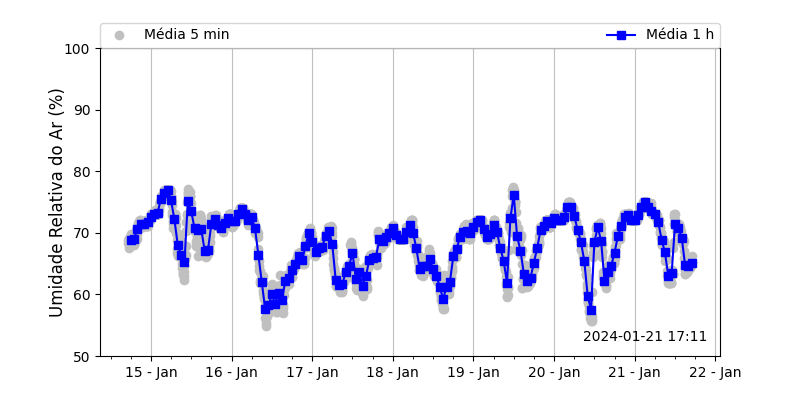 Média 5 min
Média 1 h
Umidade Relativa do Ar (%)
100
90
80
70
60
50
2024-01-21 17:11
15 - Jan
16 - Jan
17 - Jan
18 - Jan
19 - Jan
20 - Jan
21 - Jan
22 - Jan